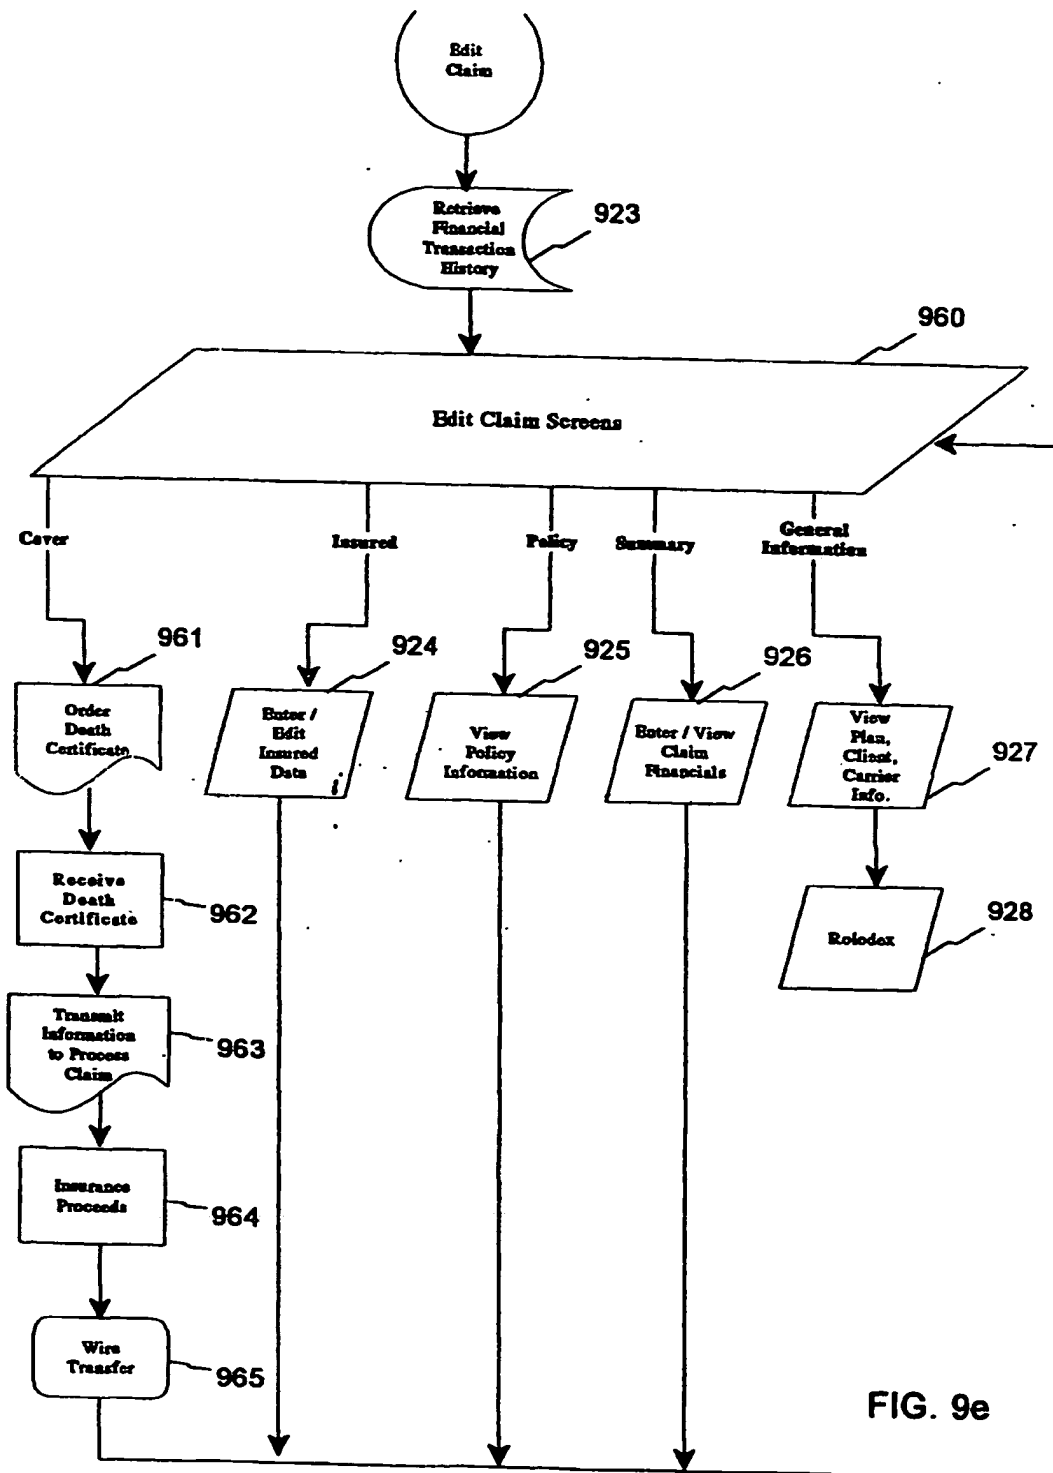 Edit
Claim
Retrieve
Financial
Transaction
History
923
960
Edit Claim Screens
Cover
Insured
Policy
Summary
General
Information
961
924
925
926
927
Order
Death
Certificate
Enter /
Edit
Insured
Data
View
Policy
Information
Enter / View
Claim
Financials
View
Plan,
Client,
Carrier
Info.
Receive
Death
Certificate
962
Rolodex
928
Transmit
Information
to Process
Claim
963
Insurance
Proceeds
964
Wire
Transfer
965
FIG. 9e